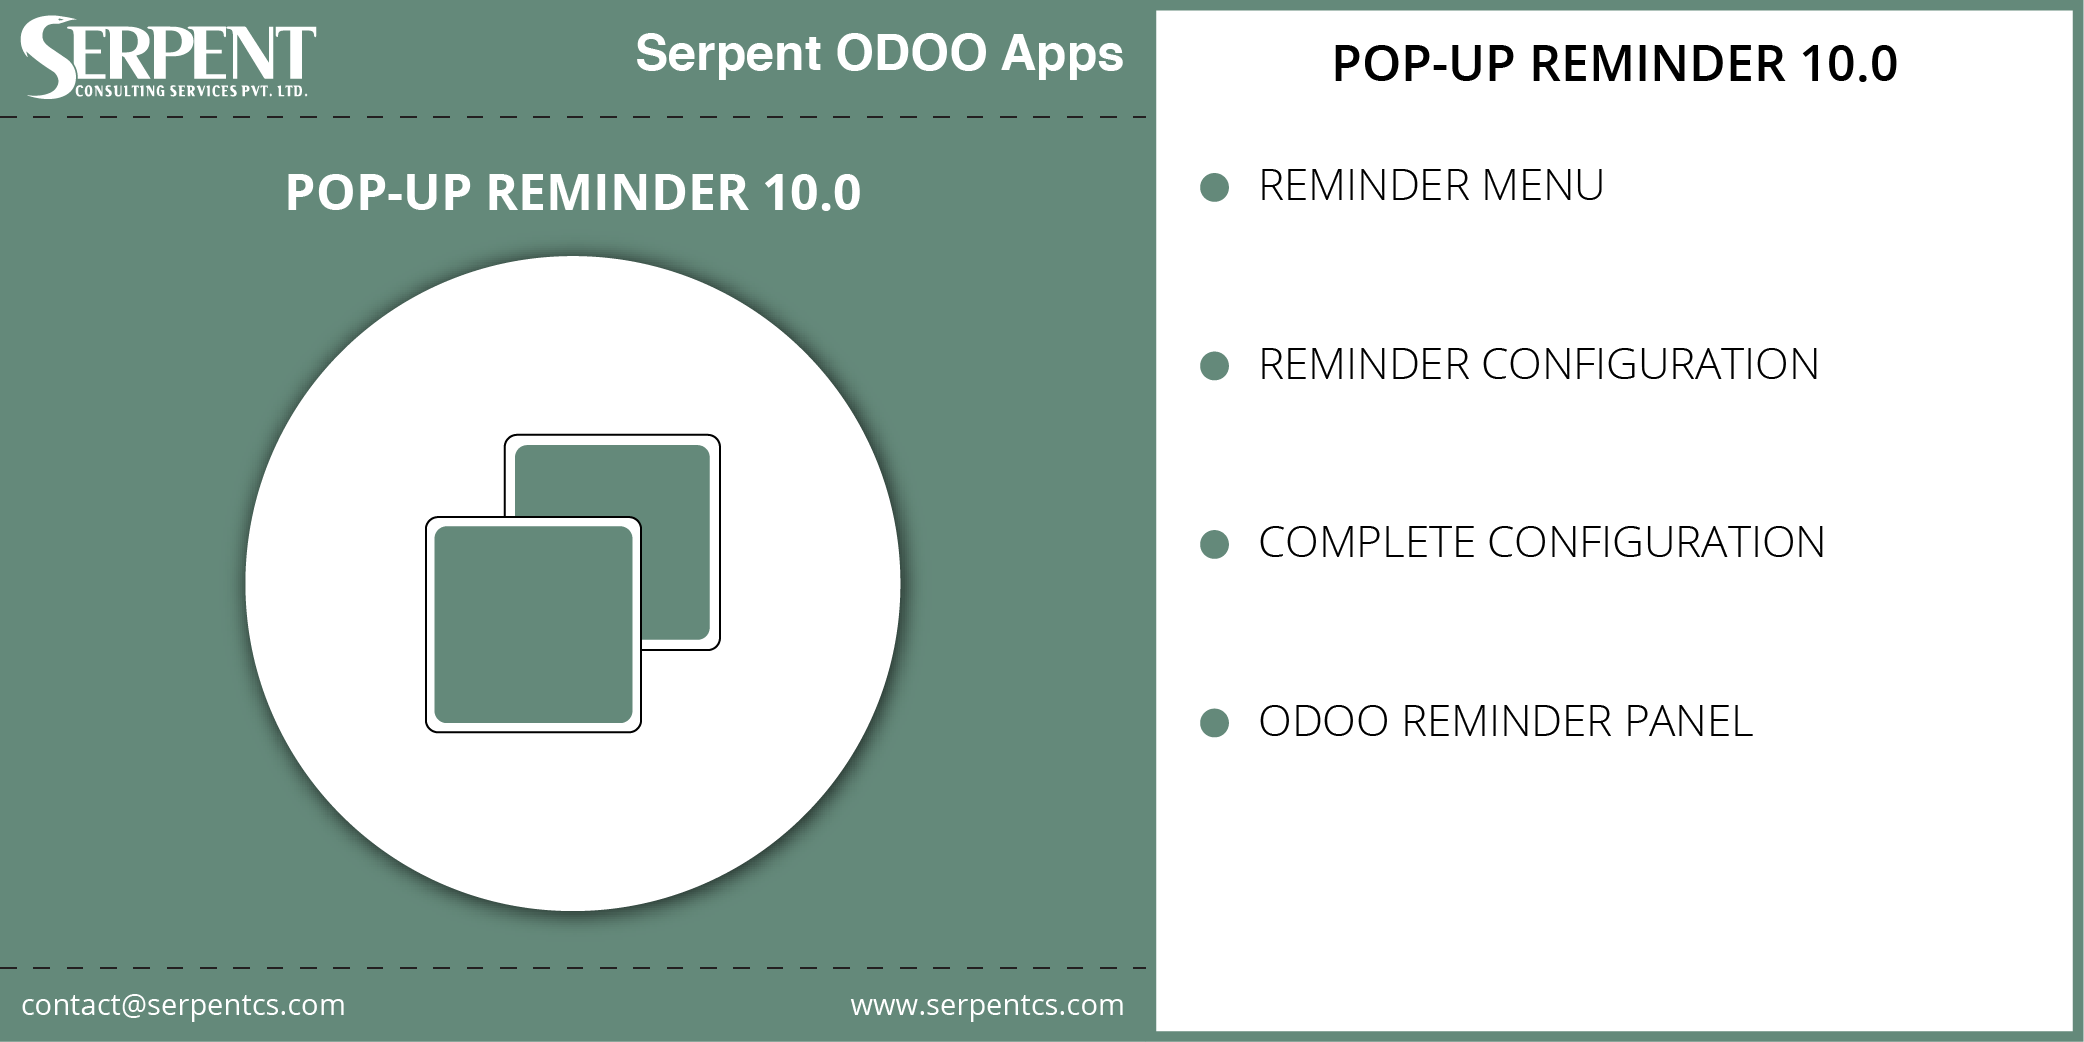 SERPENT
CONSULTING SERVICES PVT. LTD.
Serpent ODOO Apps
POP-UP REMINDER 10.0
contact@serpentcs.com
www.serpentcs.com
POP-UP REMINDER 10.0
REMINDER MENU
REMINDER CONFIGURATION
COMPLETE CONFIGURATION
ODOO REMINDER PANEL